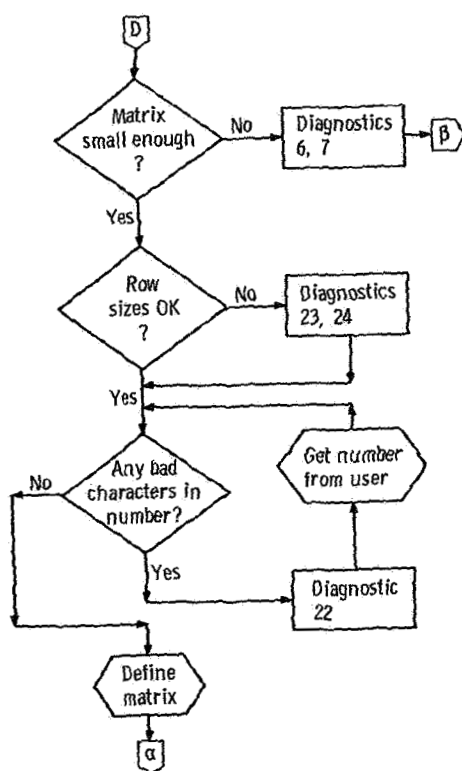 D
Matrix
small enough
?
No
Diagnostics
6, 7
β
Yes
Row
sizes OK
?
No
Diagnostics
23, 24
Yes
Any bad
characters in
number?
No
Get number
from user
Yes
Diagnostic
22
Define
matrix
α